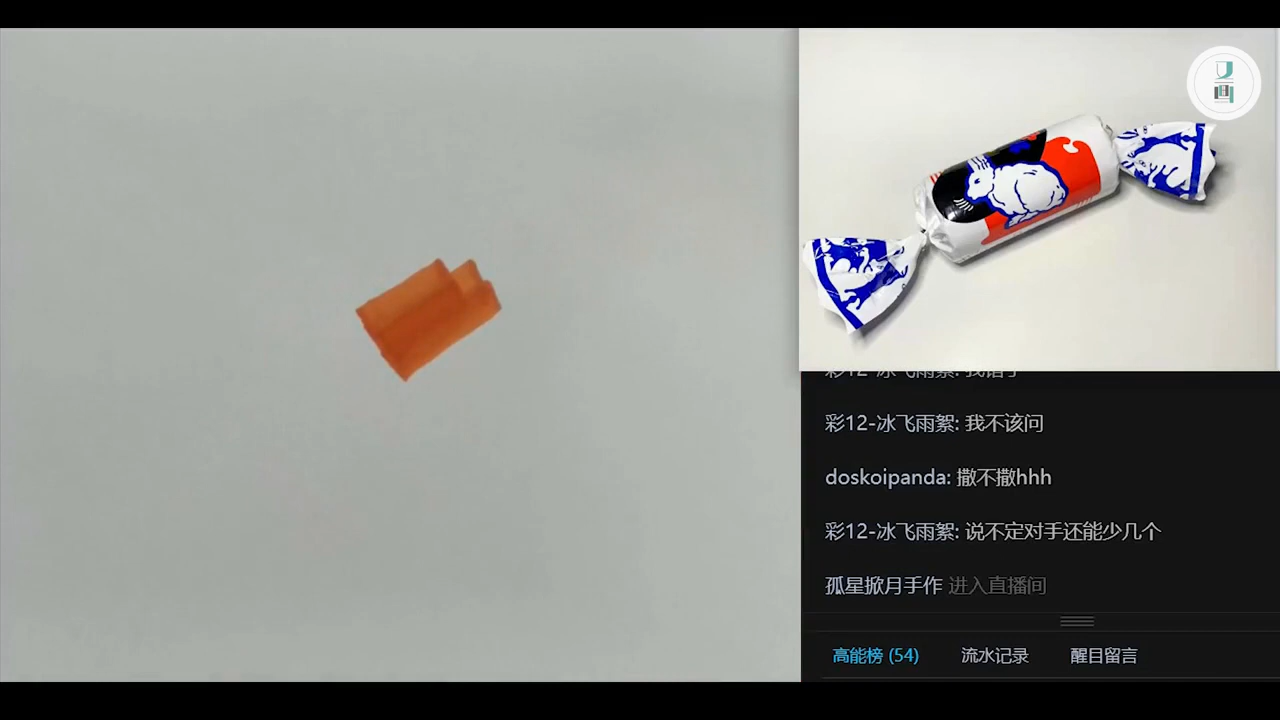 彩12-冰飞雨絮: 我不该问
doskoipanda: 撒不撒hhh
彩12-冰飞雨絮: 说不定对手还能少几个
孤星掀月手作 进入直播间
高能榜 (54) 流水记录 醒目留言